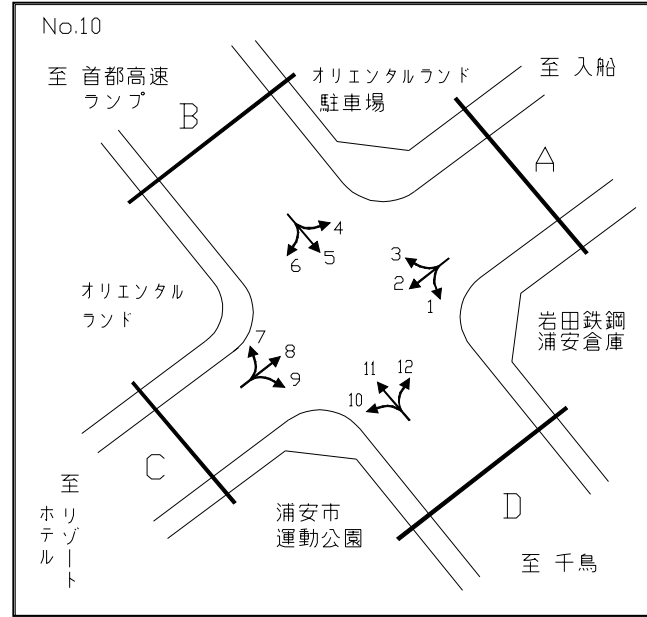 No.10
至 首都高速
ランプ
B
オリエンタルランド
駐車場
至 入船
A
4
5
6
3
2
1
オリエンタル
ランド
岩田鉄鋼
浦安倉庫
7
8
9
10
11
12
C
D
至 リゾート
ホテル
浦安市
運動公園
至 千鳥